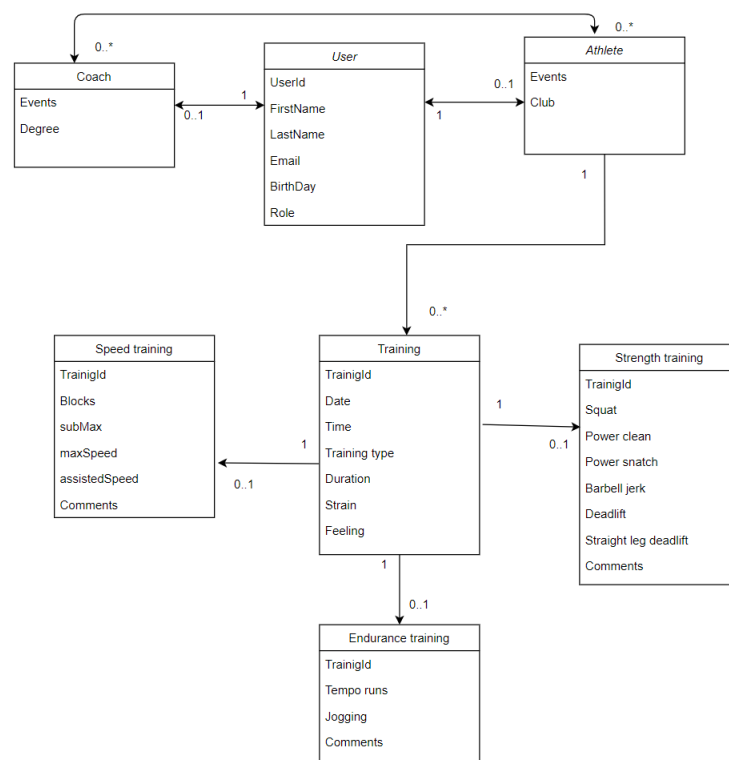 0..*
0..*
Coach
Events
Degree
1
0..1
User
UserId
FirstName
LastName
Email
BirthDay
Role
0..1
1
Athlete
Events
Club
1
0..*
Speed training
TrainigId
Blocks
subMax
maxSpeed
assistedSpeed
Comments
1
0..1
Training
TrainigId
Date
Time
Training type
Duration
Strain
Feeling
1
0..1
Strength training
TrainigId
Squat
Power clean
Power snatch
Barbell jerk
Deadlift
Straight leg deadlift
Comments
1
0..1
Endurance training
TrainigId
Tempo runs
Jogging
Comments